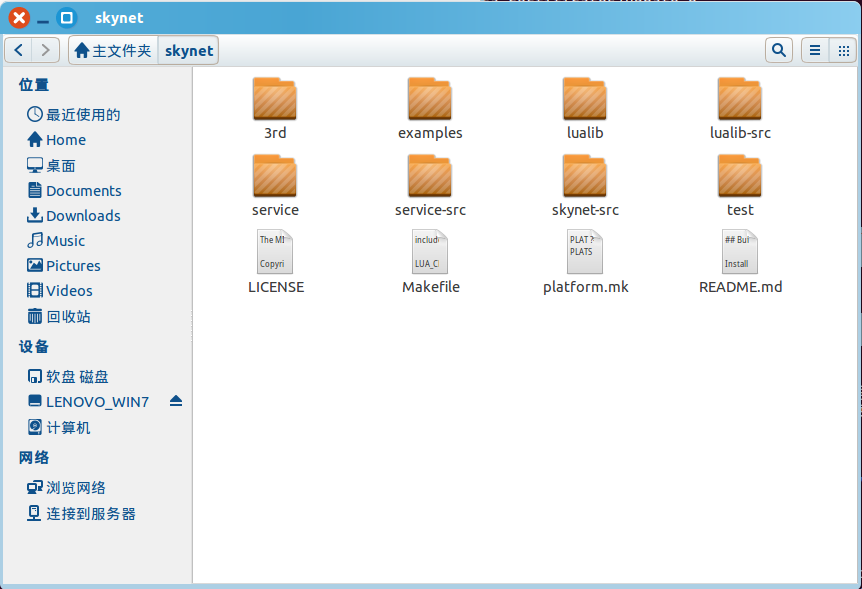 skynet
主文件夹 skynet
位置
最近使用的
Home
桌面
Documents
Downloads
Music
Pictures
Videos
回收站
设备
软盘 磁盘
LENOVO_WIN7
计算机
网络
浏览网络
连接到服务器
3rd examples lualib lualib-src
service service-src skynet-src test
The MI
Copyri
includ
LUA_Cl
PLAT ?
PLATS
## Bui
Install
LICENSE Makefile platform.mk README.md